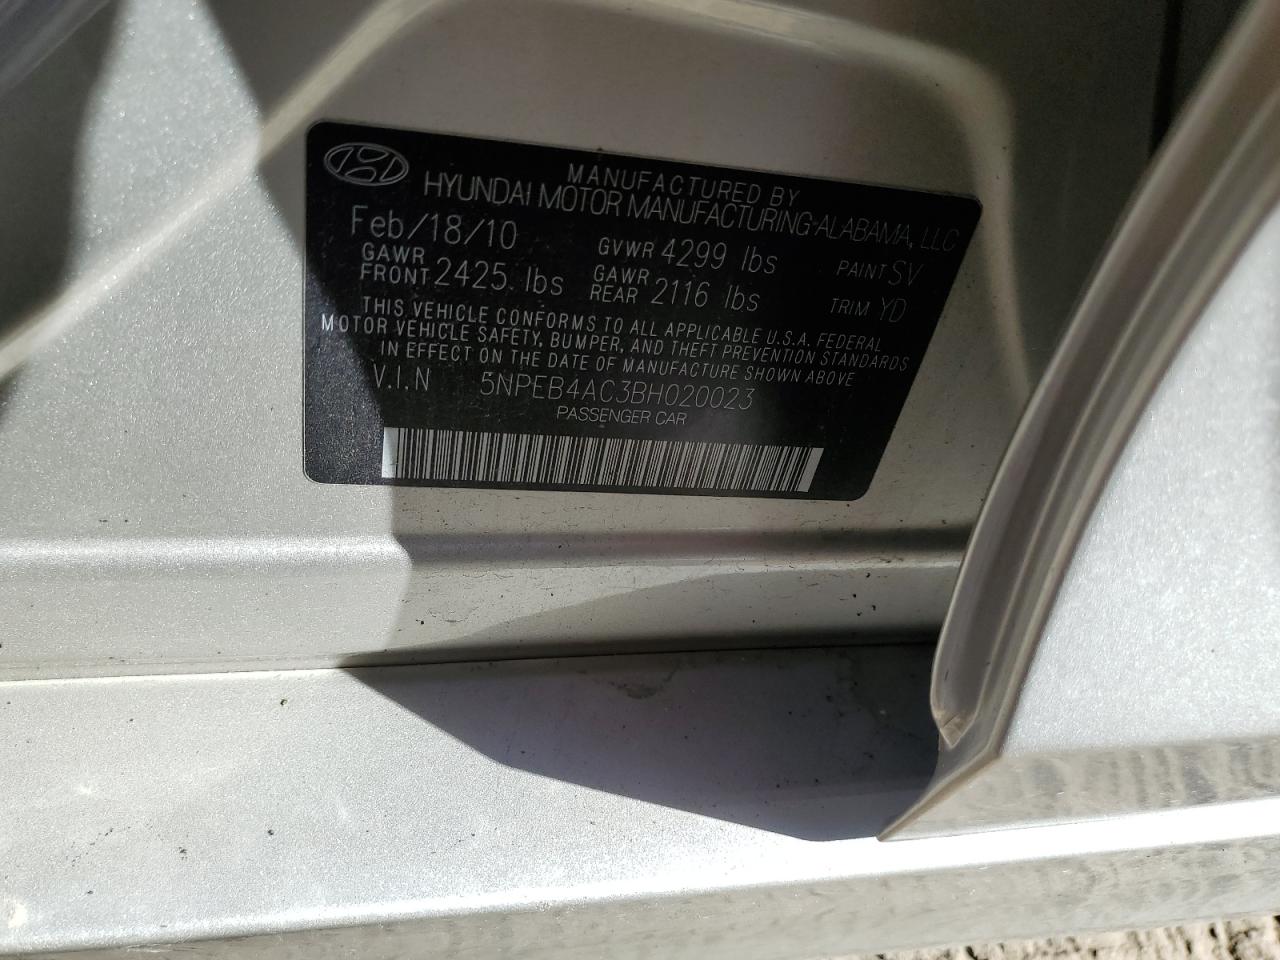 MANUFACTURED BY
HYUNDAI MOTOR MANUFACTURING-ALABAMA, LLC
Feb/18/10 GVWR 4299 lbs PAINT SV
GAWR FRONT 2425. lbs GAWR REAR 2116 lbs TRIM YD
THIS VEHICLE CONFORMS TO ALL APPLICABLE U.S.A. FEDERAL
MOTOR VEHICLE SAFETY, BUMPER, AND THEFT PREVENTION STANDARDS
IN EFFECT ON THE DATE OF MANUFACTURE SHOWN ABOVE
V.I.N 5NPEB4AC3BH020023
PASSENGER CAR